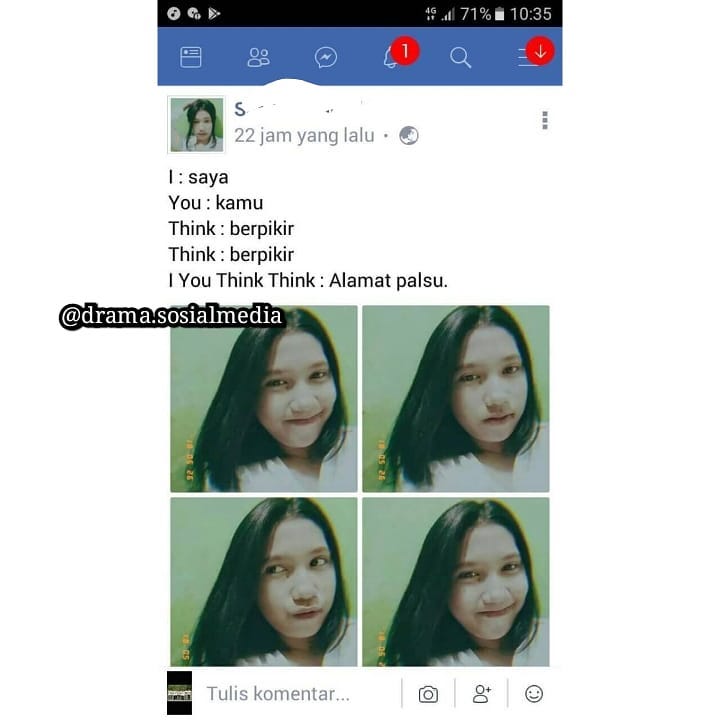 4G 71% 10:35
1
22 jam yang lalu
I : saya
You : kamu
Think : berpikir
Think : berpikir
I You Think Think : Alamat palsu.
@drama.sosialmedia
Tulis komentar...